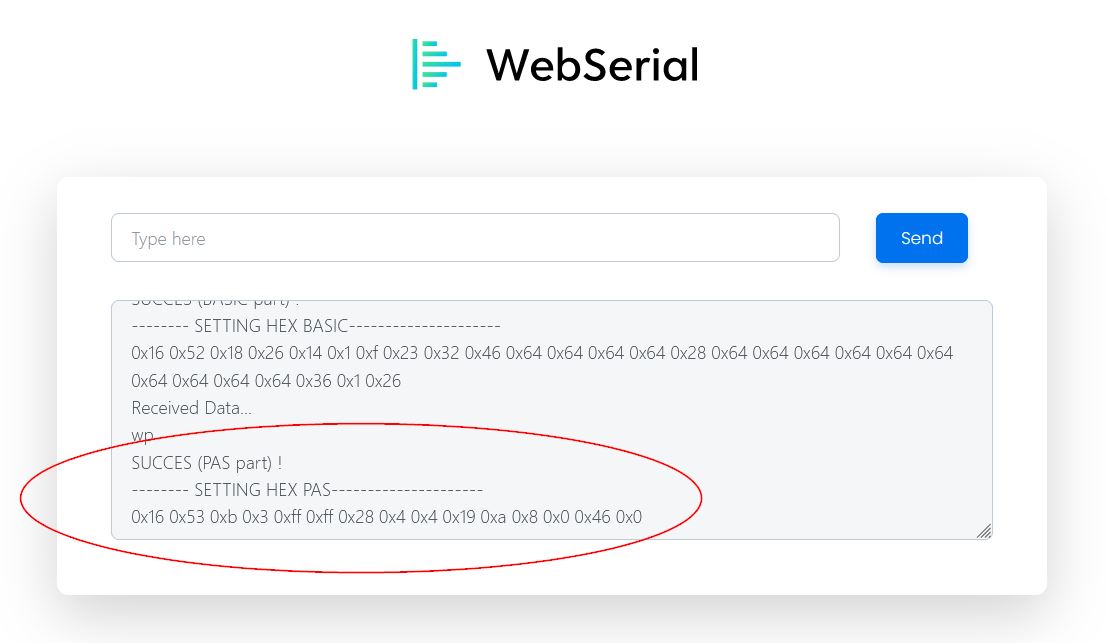 WebSerial
Type here
Send
SUCCES (BASIC part) !
-------- SETTING HEX BASIC---------------------
0x16 0x52 0x18 0x26 0x14 0x1 0xf 0x23 0x32 0x46 0x64 0x64 0x64 0x64 0x28 0x64 0x64 0x64 0x64 0x64 0x64
0x64 0x64 0x64 0x64 0x36 0x1 0x26
Received Data...
wp
SUCCES (PAS part) !
-------- SETTING HEX PAS---------------------
0x16 0x53 0xb 0x3 0xff 0xff 0x28 0x4 0x4 0x19 0xa 0x8 0x0 0x46 0x0